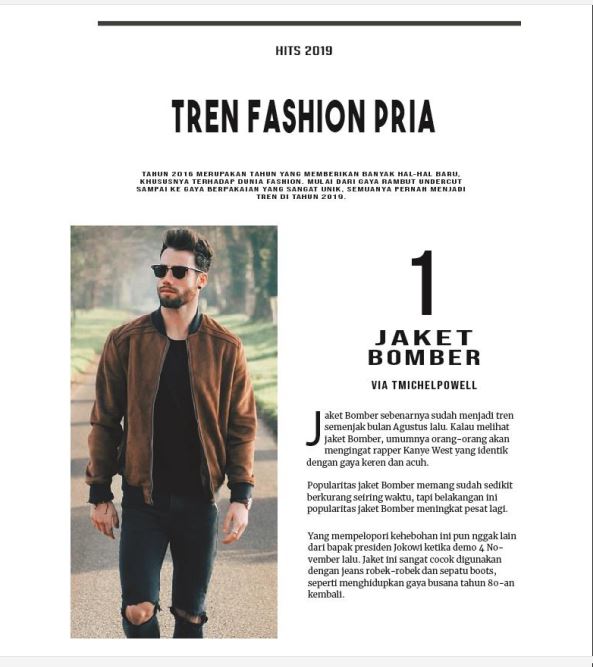 HITS 2019
TREN FASHION PRIA
TAHUN 2016 MERUPAKAN TAHUN YANG MEMBERIKAN BANYAK HAL-HAL BARU,
KHUSUSNYA TERHADAP DUNIA FASHION. MULAI DARI GAYA RAMBUT UNDERCUT
SAMPAI KE GAYA BERPAKAIAN YANG SANGAT UNIK, SEMUANYA PERNAH MENJADI
TREN DI TAHUN 2019.
1
JAKET
BOMBER
VIA TMICHELPOWELL
Jaket Bomber sebenarnya sudah menjadi tren
semenjak bulan Agustus lalu. Kalau melihat
jaket Bomber, umumnya orang-orang akan
mengingat rapper Kanye West yang identik
dengan gaya keren dan acuh.
Popularitas jaket Bomber memang sudah sedikit
berkurang seiring waktu, tapi belakangan ini
popularitas jaket Bomber meningkat pesat lagi.
Yang mempelopori kehebohan ini pun nggak lain
dari bapak presiden Jokowi ketika demo 4 No-
vember lalu. Jaket ini sangat cocok digunakan
dengan jeans robek-robek dan sepatu boots,
seperti menghidupkan gaya busana tahun 80-an
kembali.